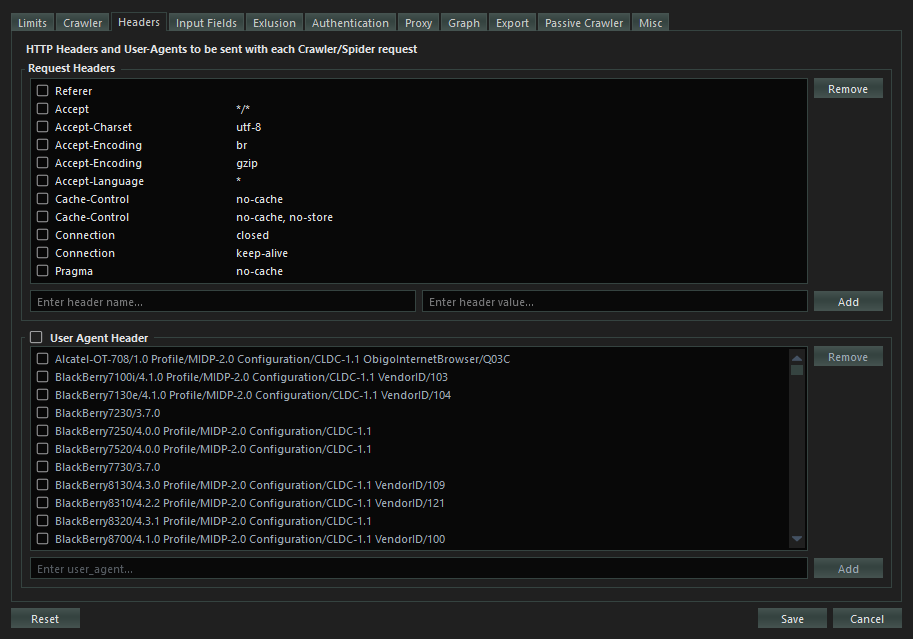 Limits Crawler Headers Input Fields Exlusion Authentication Proxy Graph Export Passive Crawler Misc
HTTP Headers and User-Agents to be sent with each Crawler/Spider request
Request Headers
Referer
Remove
Accept */*
Accept-Charset utf-8
Accept-Encoding br
Accept-Encoding gzip
Accept-Language *
Cache-Control no-cache
Cache-Control no-cache, no-store
Connection closed
Connection keep-alive
Pragma no-cache
Enter header name... Enter header value... Add
User Agent Header
Alcatel-OT-708/1.0 Profile/MIDP-2.0 Configuration/CLDC-1.1 ObigoInternetBrowser/Q03C
Remove
BlackBerry7100i/4.1.0 Profile/MIDP-2.0 Configuration/CLDC-1.1 VendorID/103
BlackBerry7130e/4.1.0 Profile/MIDP-2.0 Configuration/CLDC-1.1 VendorID/104
BlackBerry7230/3.7.0
BlackBerry7250/4.0.0 Profile/MIDP-2.0 Configuration/CLDC-1.1
BlackBerry7520/4.0.0 Profile/MIDP-2.0 Configuration/CLDC-1.1
BlackBerry7730/3.7.0
BlackBerry8130/4.3.0 Profile/MIDP-2.0 Configuration/CLDC-1.1 VendorID/109
BlackBerry8310/4.2.2 Profile/MIDP-2.0 Configuration/CLDC-1.1 VendorID/121
BlackBerry8320/4.3.1 Profile/MIDP-2.0 Configuration/CLDC-1.1
BlackBerry8700/4.1.0 Profile/MIDP-2.0 Configuration/CLDC-1.1 VendorID/100
Enter user_agent... Add
Reset Save Cancel